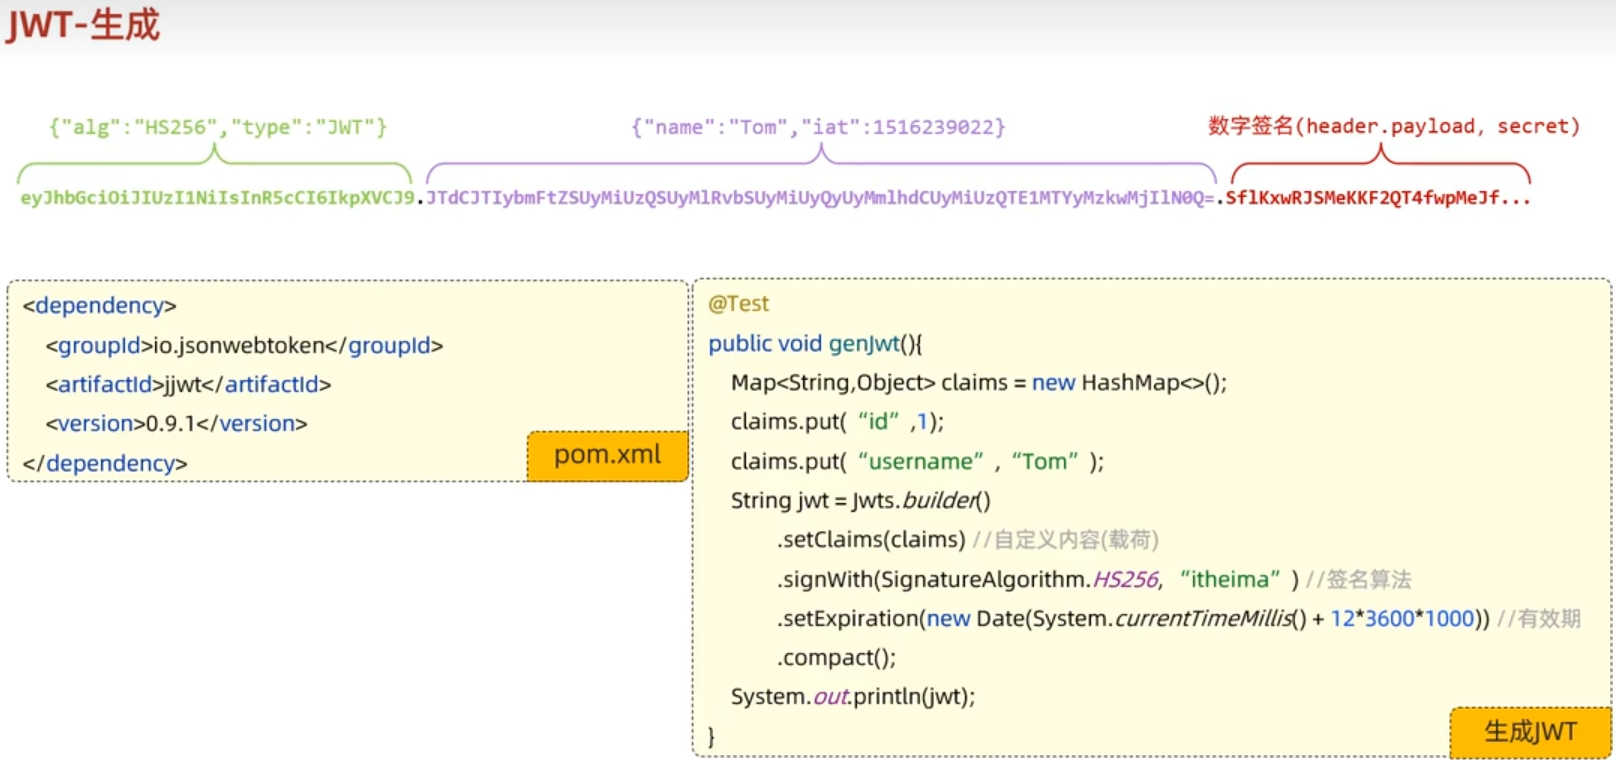 JWT-生成
{"alg":"HS256","type":"JWT"}
{"name":"Tom","iat":1516239022}
数字签名(header.payload, secret)
eyJhbGciOiJIUzI1NiIsInR5cCI6IkpXVCJ9.JTdCJTIybmFtZSUyMiUzQSUyMlRvbSUyMiUyQyUyMmlhdCUyMiUzQTE1MTYyMzkwMjIlN0Q=.SflKxwRJSMeKKF2QT4fwpMeJf...
<dependency>
<groupId>io.jsonwebtoken</groupId>
<artifactId>jjwt</artifactId>
<version>0.9.1</version>
</dependency>
pom.xml
@Test
public void genJwt(){
Map<String,Object> claims = new HashMap<>();
claims.put( “id” ,1);
claims.put( “username” , “Tom” );
String jwt = Jwts.builder()
.setClaims(claims) //自定义内容(载荷)
.signWith(SignatureAlgorithm.HS256, “itheima” ) //签名算法
.setExpiration(new Date(System.currentTimeMillis() + 12*3600*1000)) //有效期
.compact();
System.out.println(jwt);
}
生成JWT